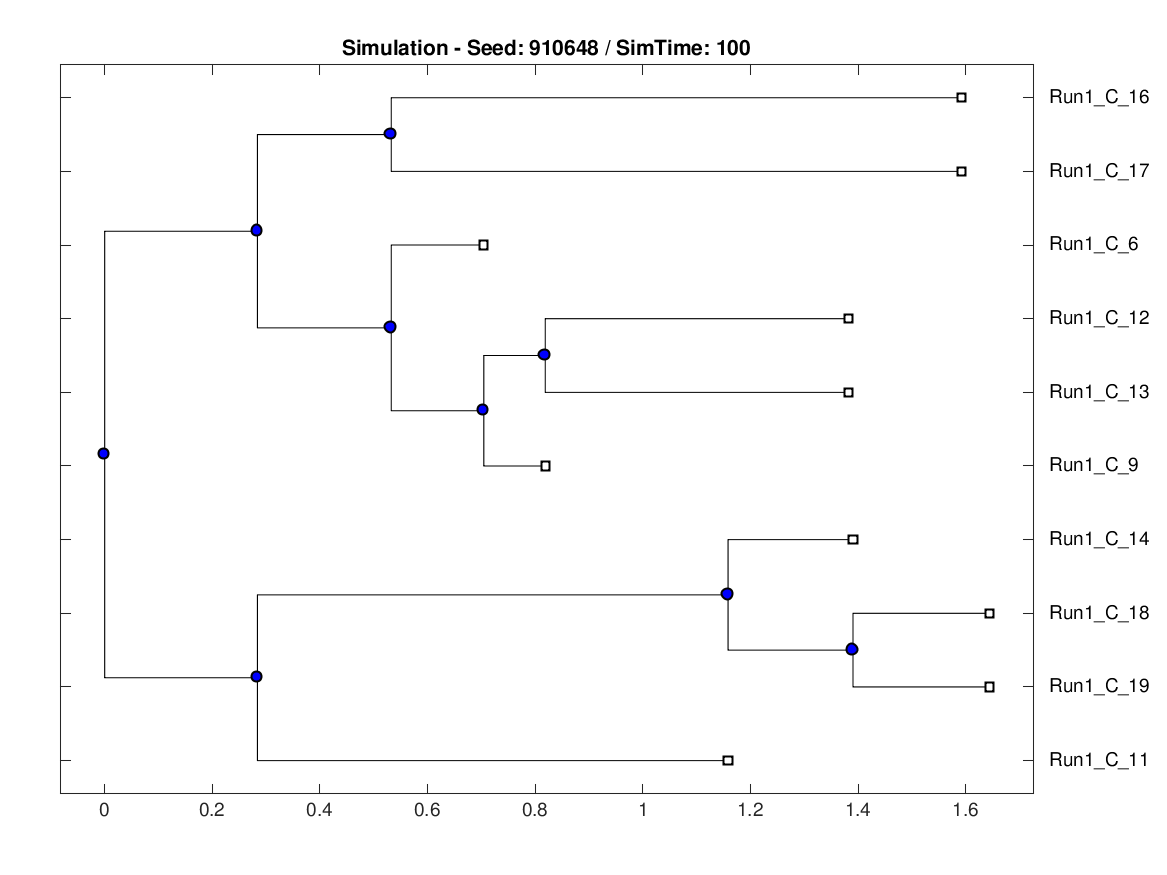 Simulation - Seed: 910648 / SimTime: 100
Run1_C_16
Run1_C_17
Run1_C_6
Run1_C_12
Run1_C_13
Run1_C_9
Run1_C_14
Run1_C_18
Run1_C_19
Run1_C_11
0 0.2 0.4 0.6 0.8 1 1.2 1.4 1.6